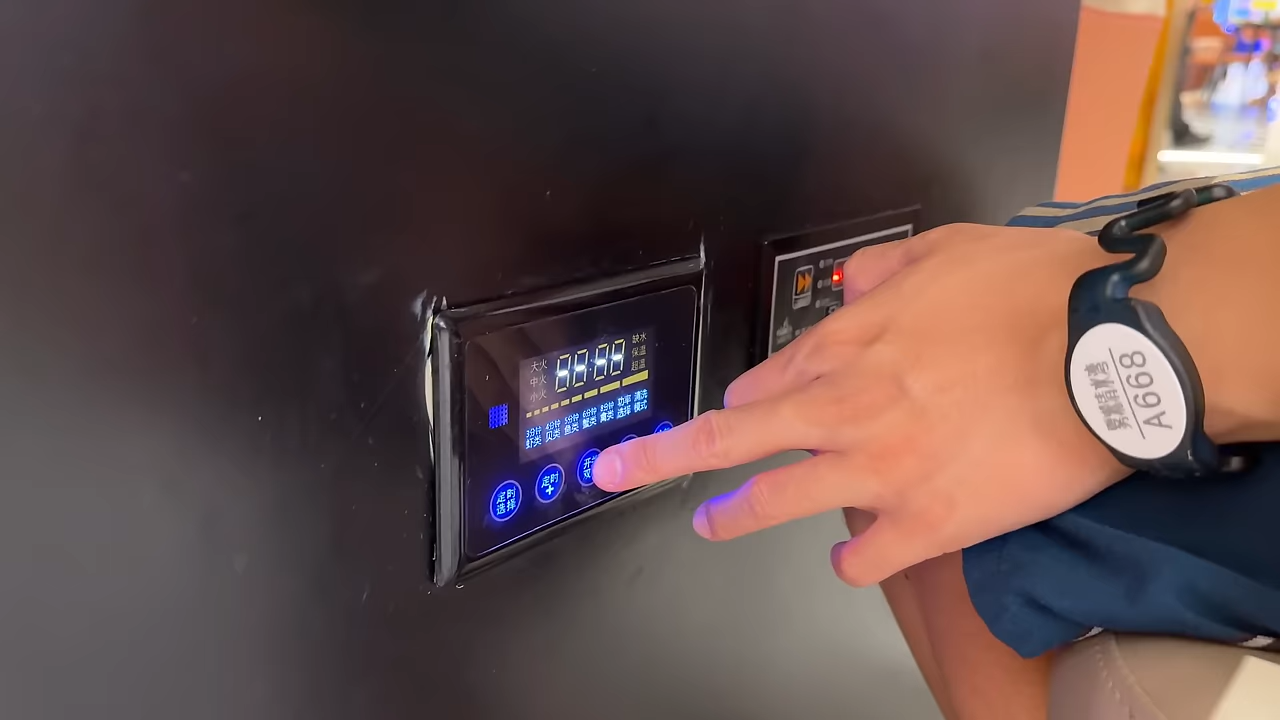 大火
中火
小火
88:88
缺水
保温
超温
3分钟 4分钟 5分钟 6分钟 8分钟 功率 清洗
虾类 贝类 鱼类 蟹类 禽类 选择 模式
定时
选择
定时
+
A668